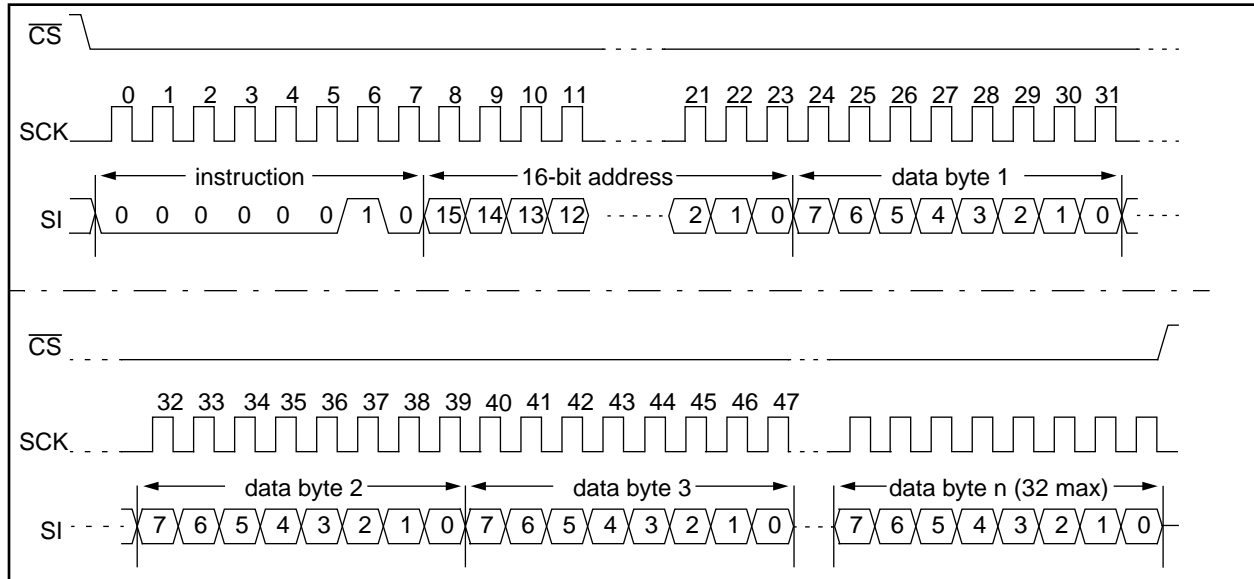 CS
0 1 2 3 4 5 6 7 8 9 10 11 21 22 23 24 25 26 27 28 29 30 31
SCK
instruction 16-bit address data byte 1
SI 0 0 0 0 0 0 1 0 15 14 13 12 2 1 0 7 6 5 4 3 2 1 0
CS
32 33 34 35 36 37 38 39 40 41 42 43 44 45 46 47
SCK
data byte 2 data byte 3 data byte n (32 max)
SI 7 6 5 4 3 2 1 0 7 6 5 4 3 2 1 0 7 6 5 4 3 2 1 0